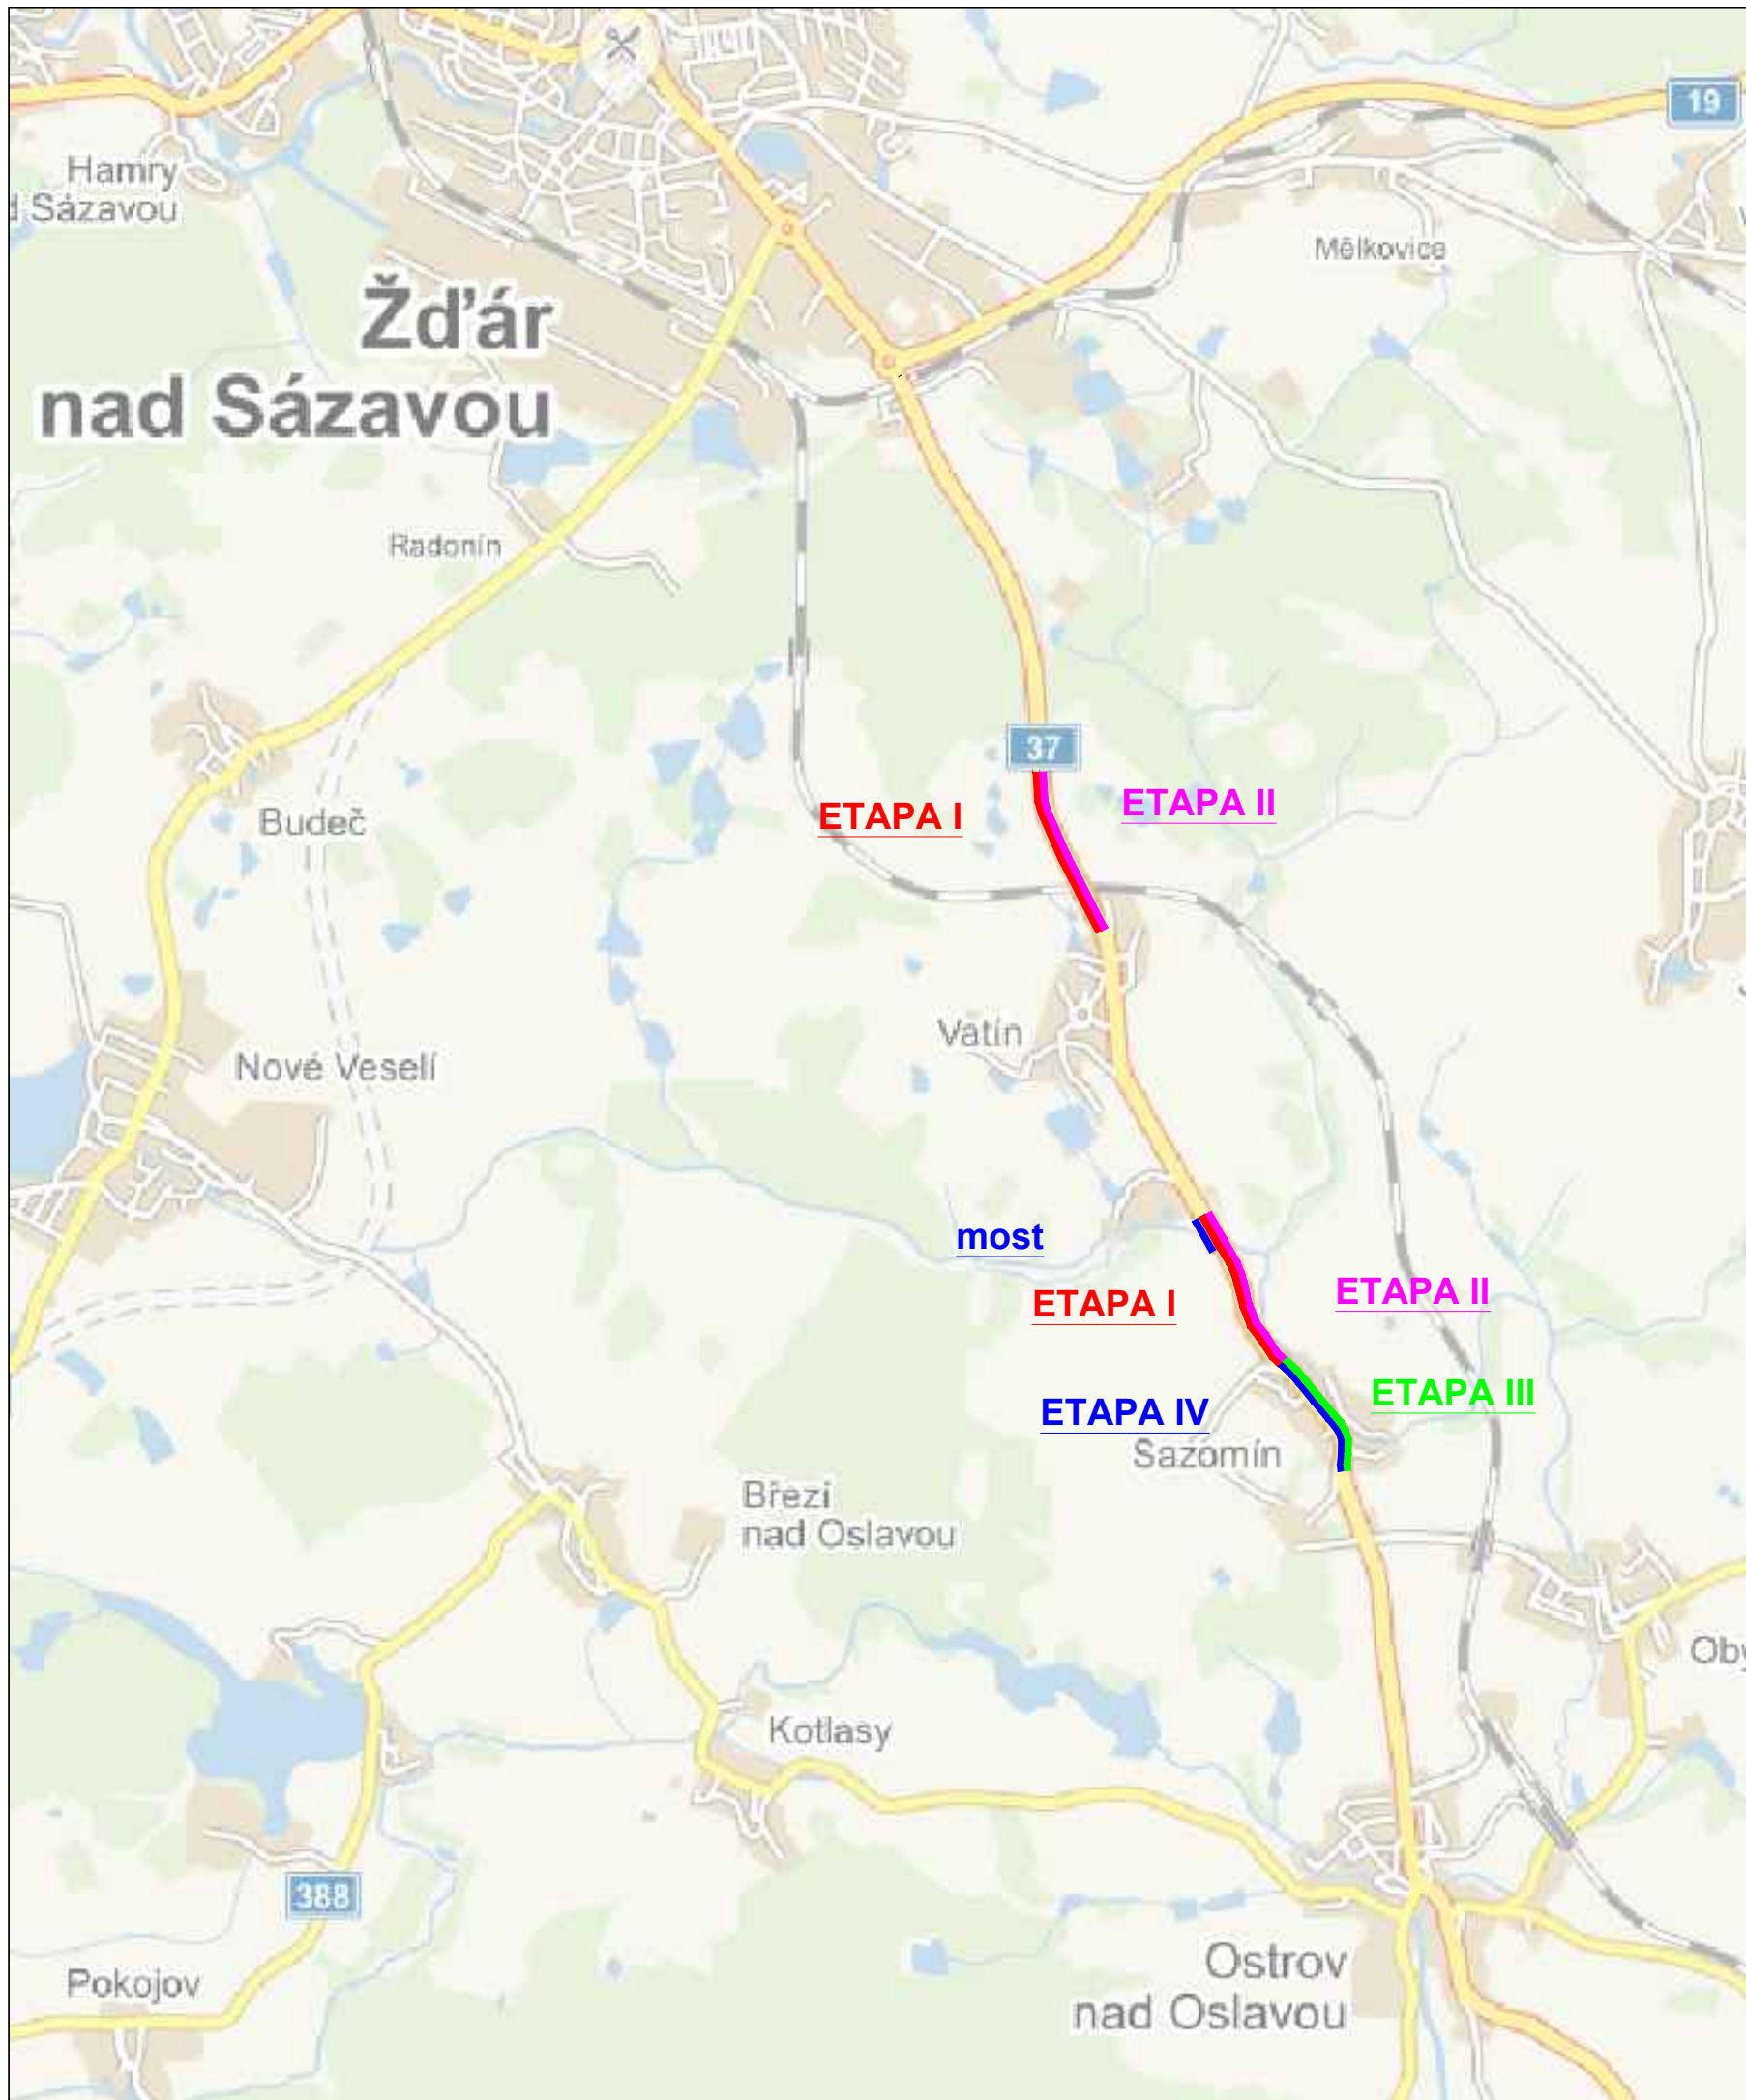 19
Hamry
Sázavou
Mělkovice
Žďár
nad Sázavou
Radonín
37
ETAPA I
ETAPA II
Budeč
Vatín
Nové Veselí
most
ETAPA I
ETAPA II
ETAPA III
ETAPA IV
Sazomín
Březí
nad Oslavou
Oby
Kotlasy
388
Ostrov
nad Oslavou
Pokojov